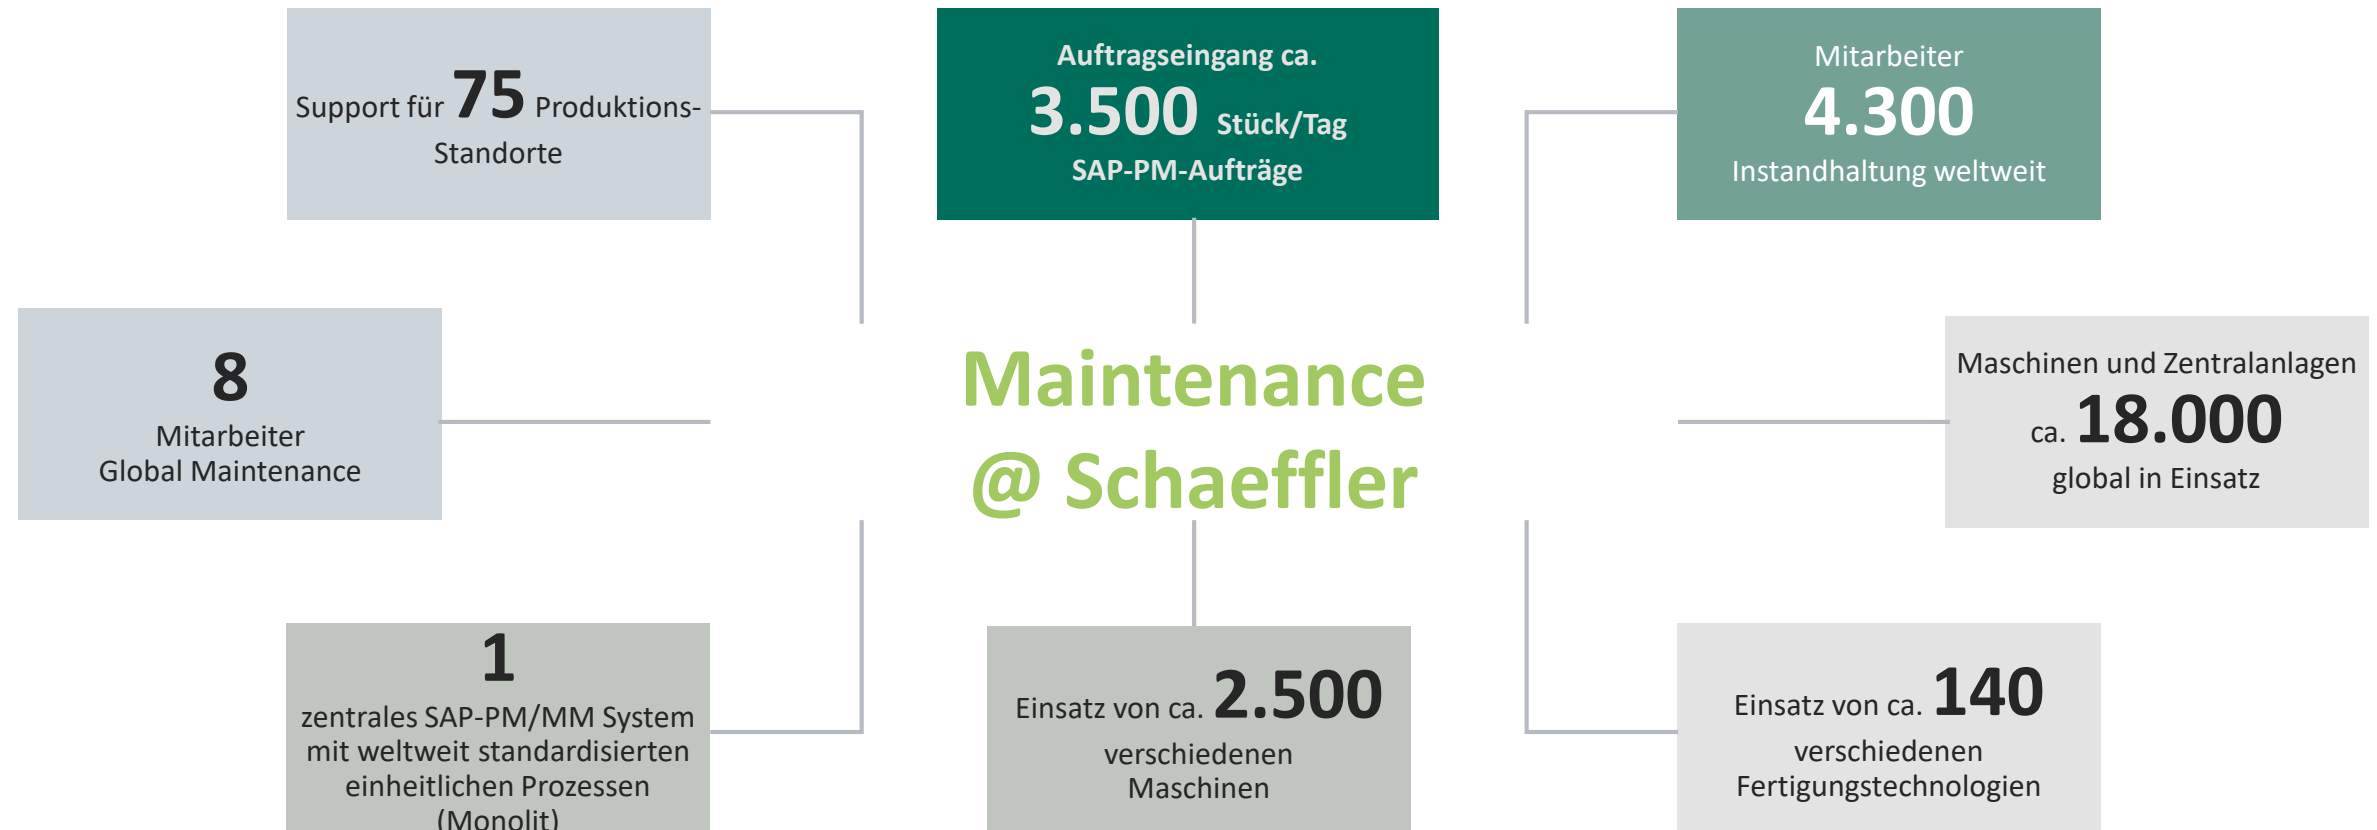 Support für 75 Produktions-
Standorte
Auftragseingang ca.
3.500 Stück/Tag
SAP-PM-Aufträge
Mitarbeiter
4.300
Instandhaltung weltweit
8
Mitarbeiter
Global Maintenance
Maintenance
@ Schaeffler
Maschinen und Zentralanlagen
ca. 18.000
global in Einsatz
1
zentrales SAP-PM/MM System
mit weltweit standardisierten
einheitlichen Prozessen
(Monolit)
Einsatz von ca. 2.500
verschiedenen
Maschinen
Einsatz von ca. 140
verschiedenen
Fertigungstechnologien